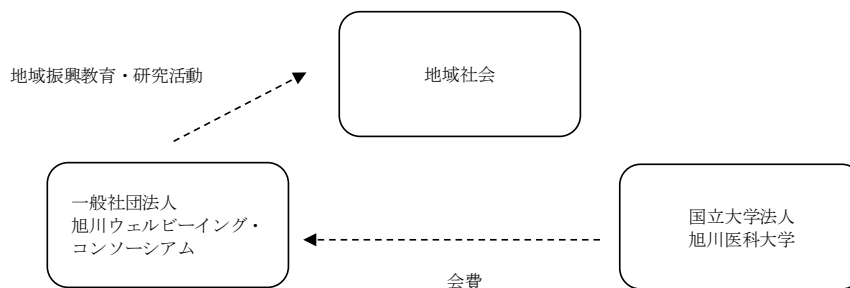 地域振興教育・研究活動
地域社会
一般社団法人
旭川ウェルビーイング・
コンソーシアム
国立大学法人
旭川医科大学
会費